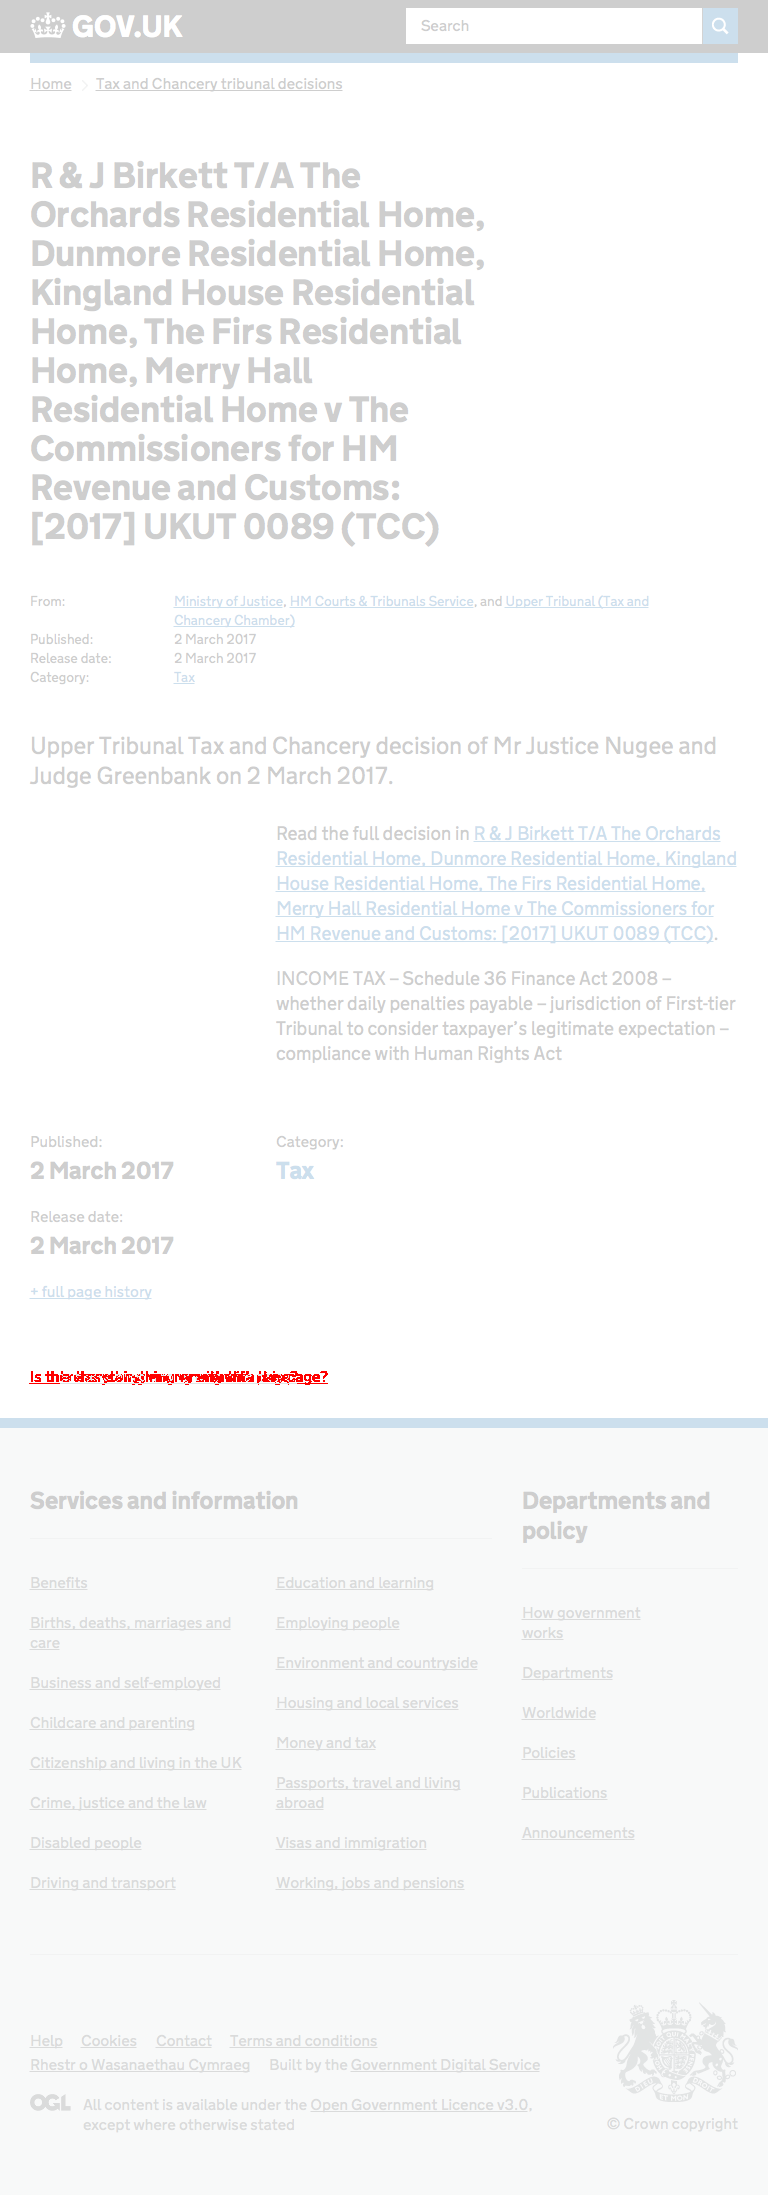 GOV.UK
Search
Home
Tax and Chancery tribunal decisions
R & J Birkett T/A The
Orchards Residential Home,
Dunmore Residential Home,
Kingland House Residential
Home, The Firs Residential
Home, Merry Hall
Residential Home v The
Commissioners for HM
Revenue and Customs:
[2017] UKUT 0089 (TCC)
From: Ministry of Justice, HM Courts & Tribunals Service, and Upper Tribunal (Tax and
Chancery Chamber)
Published: 2 March 2017
Release date: 2 March 2017
Category: Tax
Upper Tribunal Tax and Chancery decision of Mr Justice Nugee and
Judge Greenbank on 2 March 2017.
Read the full decision in R & J Birkett T/A The Orchards
Residential Home, Dunmore Residential Home, Kingland
House Residential Home, The Firs Residential Home,
Merry Hall Residential Home v The Commissioners for
HM Revenue and Customs: [2017] UKUT 0089 (TCC).
INCOME TAX – Schedule 36 Finance Act 2008 –
whether daily penalties payable – jurisdiction of First-tier
Tribunal to consider taxpayer's legitimate expectation –
compliance with Human Rights Act
Published:
2 March 2017
Category:
Tax
Release date:
2 March 2017
+ full page history
Services and information
Benefits
Births, deaths, marriages and
care
Business and self-employed
Childcare and parenting
Citizenship and living in the UK
Crime, justice and the law
Disabled people
Driving and transport
Education and learning
Employing people
Environment and countryside
Housing and local services
Money and tax
Passports, travel and living
abroad
Visas and immigration
Working, jobs and pensions
Departments and
policy
How government
works
Departments
Worldwide
Policies
Publications
Announcements
Help
Cookies
Contact
Terms and conditions
Rhestr o Wasanaethau Cymraeg
Built by the Government Digital Service
OGL
All content is available under the Open Government Licence v3.0,
except where otherwise stated
© Crown copyright